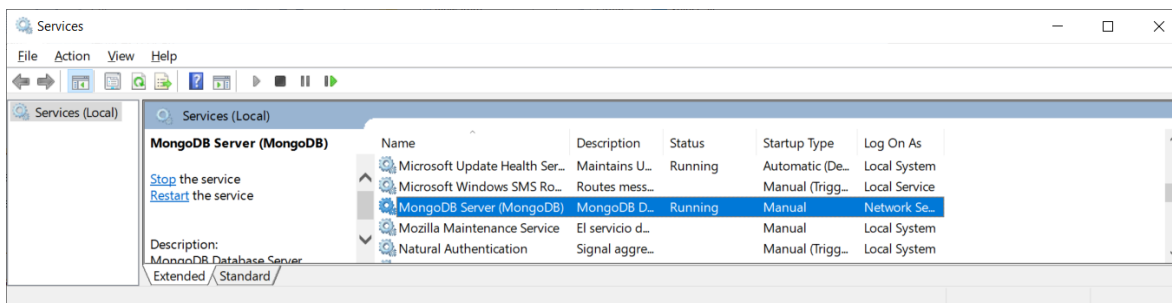 Services
File Action View Help
Services (Local)
Services (Local)
MongoDB Server (MongoDB)
Stop the service
Restart the service
Description:
MongoDB Database Server
Name Description Status Startup Type Log On As
Microsoft Update Health Ser... Maintains U... Running Automatic (De... Local System
Microsoft Windows SMS Ro... Routes mess... Manual (Trigg... Local Service
MongoDB Server (MongoDB) MongoDB D... Running Manual Network Se...
Mozilla Maintenance Service El servicio d... Manual Local System
Natural Authentication Signal aggre... Manual (Trigg... Local System
Extended Standard